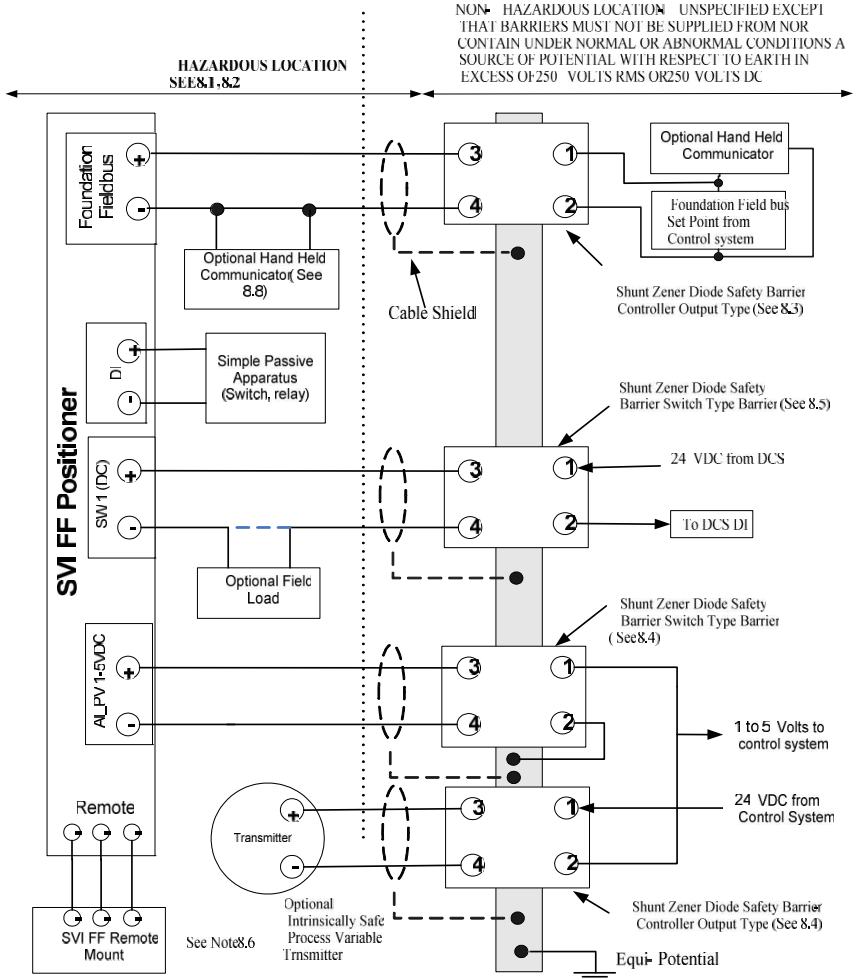 NON- HAZARDOUS LOCATION UNSPECIFIED EXCEPT
THAT BARRIERS MUST NOT BE SUPPLIED FROM NOR
CONTAIN UNDER NORMAL OR ABNORMAL CONDITIONS A
SOURCE OF POTENTIAL WITH RESPECT TO EARTH IN
EXCESS OF250 VOLTS RMS OR250 VOLTS DC
HAZARDOUS LOCATION
SEE8.1,8.2
SVI FF Positioner
Foundation
Fieldbus
+
-
3
1
4
2
Optional Hand Held
Communicator
Foundation Field bus
Set Point from
Control system
Optional Hand Held
Communicator( See
8.8)
Cable Shield
Shunt Zener Diode Safety Barrier
Controller Output Type (See 8.3)
DI
+
-
Simple Passive
Apparatus
(Switch, relay)
Shunt Zener Diode Safety
Barrier Switch Type Barrier (See 8.5)
SW 1 (DC)
+
-
3
1
4
2
24 VDC from DCS
To DCS DI
Optional Field
Load
Shunt Zener Diode Safety
Barrier Switch Type Barrier
( See8.4)
AI_PV 1-5VDC
+
-
3
1
4
2
1 to 5 Volts to
control system
Remote
- - -
Transmitter
+
-
3
1
4
2
24 VDC from
Control System
- - -
SVI FF Remote
Mount
See Note8.6
Optional
Intrinsically Safe
Process Variable
Trnsmitter
Shunt Zener Diode Safety Barrier
Controller Output Type (See 8.4)
Equi- Potential